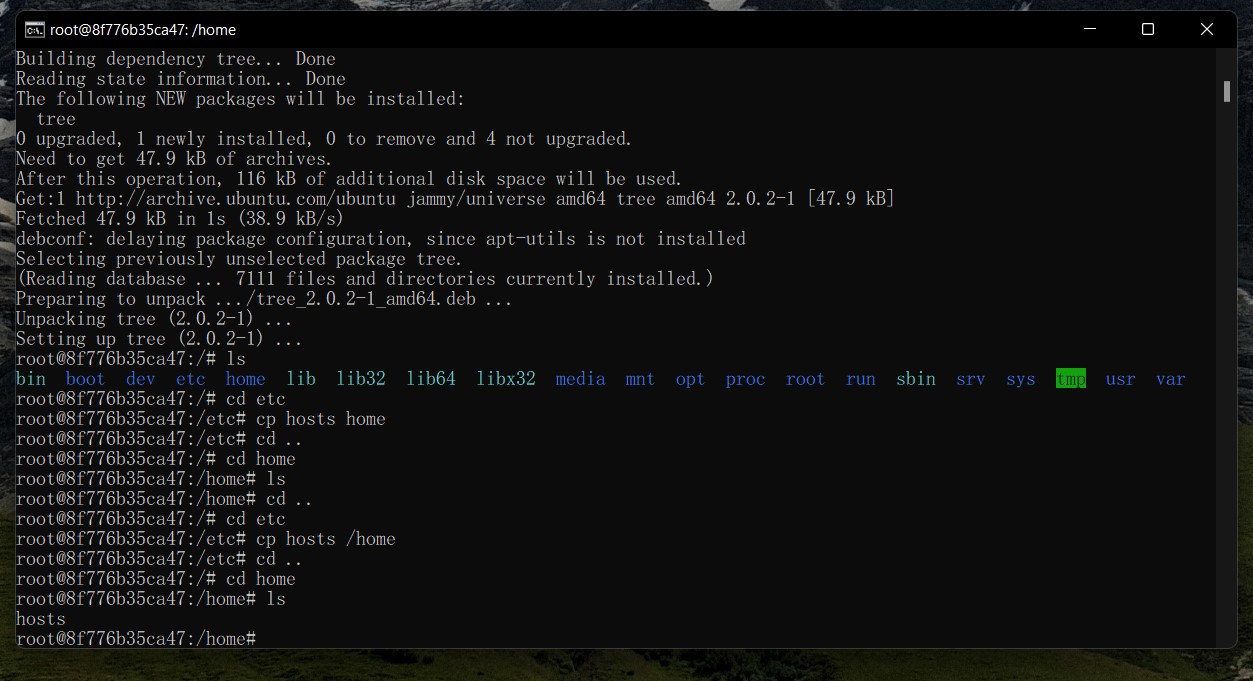 root@8f776b35ca47: /home
Building dependency tree... Done
Reading state information... Done
The following NEW packages will be installed:
  tree
0 upgraded, 1 newly installed, 0 to remove and 4 not upgraded.
Need to get 47.9 kB of archives.
After this operation, 116 kB of additional disk space will be used.
Get:1 http://archive.ubuntu.com/ubuntu jammy/universe amd64 tree amd64 2.0.2-1 [47.9 kB]
Fetched 47.9 kB in 1s (38.9 kB/s)
debconf: delaying package configuration, since apt-utils is not installed
Selecting previously unselected package tree.
(Reading database ... 7111 files and directories currently installed.)
Preparing to unpack .../tree_2.0.2-1_amd64.deb ...
Unpacking tree (2.0.2-1) ...
Setting up tree (2.0.2-1) ...
root@8f776b35ca47:/# ls
bin  boot  dev  etc  home  lib  lib32  lib64  libx32  media  mnt  opt  proc  root  run  sbin  srv  sys  tmp  usr  var
root@8f776b35ca47:/# cd etc
root@8f776b35ca47:/etc# cp hosts home
root@8f776b35ca47:/etc# cd ..
root@8f776b35ca47:/# cd home
root@8f776b35ca47:/home# ls
root@8f776b35ca47:/home# cd ..
root@8f776b35ca47:/# cd etc
root@8f776b35ca47:/etc# cp hosts /home
root@8f776b35ca47:/etc# cd ..
root@8f776b35ca47:/# cd home
root@8f776b35ca47:/home# ls
hosts
root@8f776b35ca47:/home#